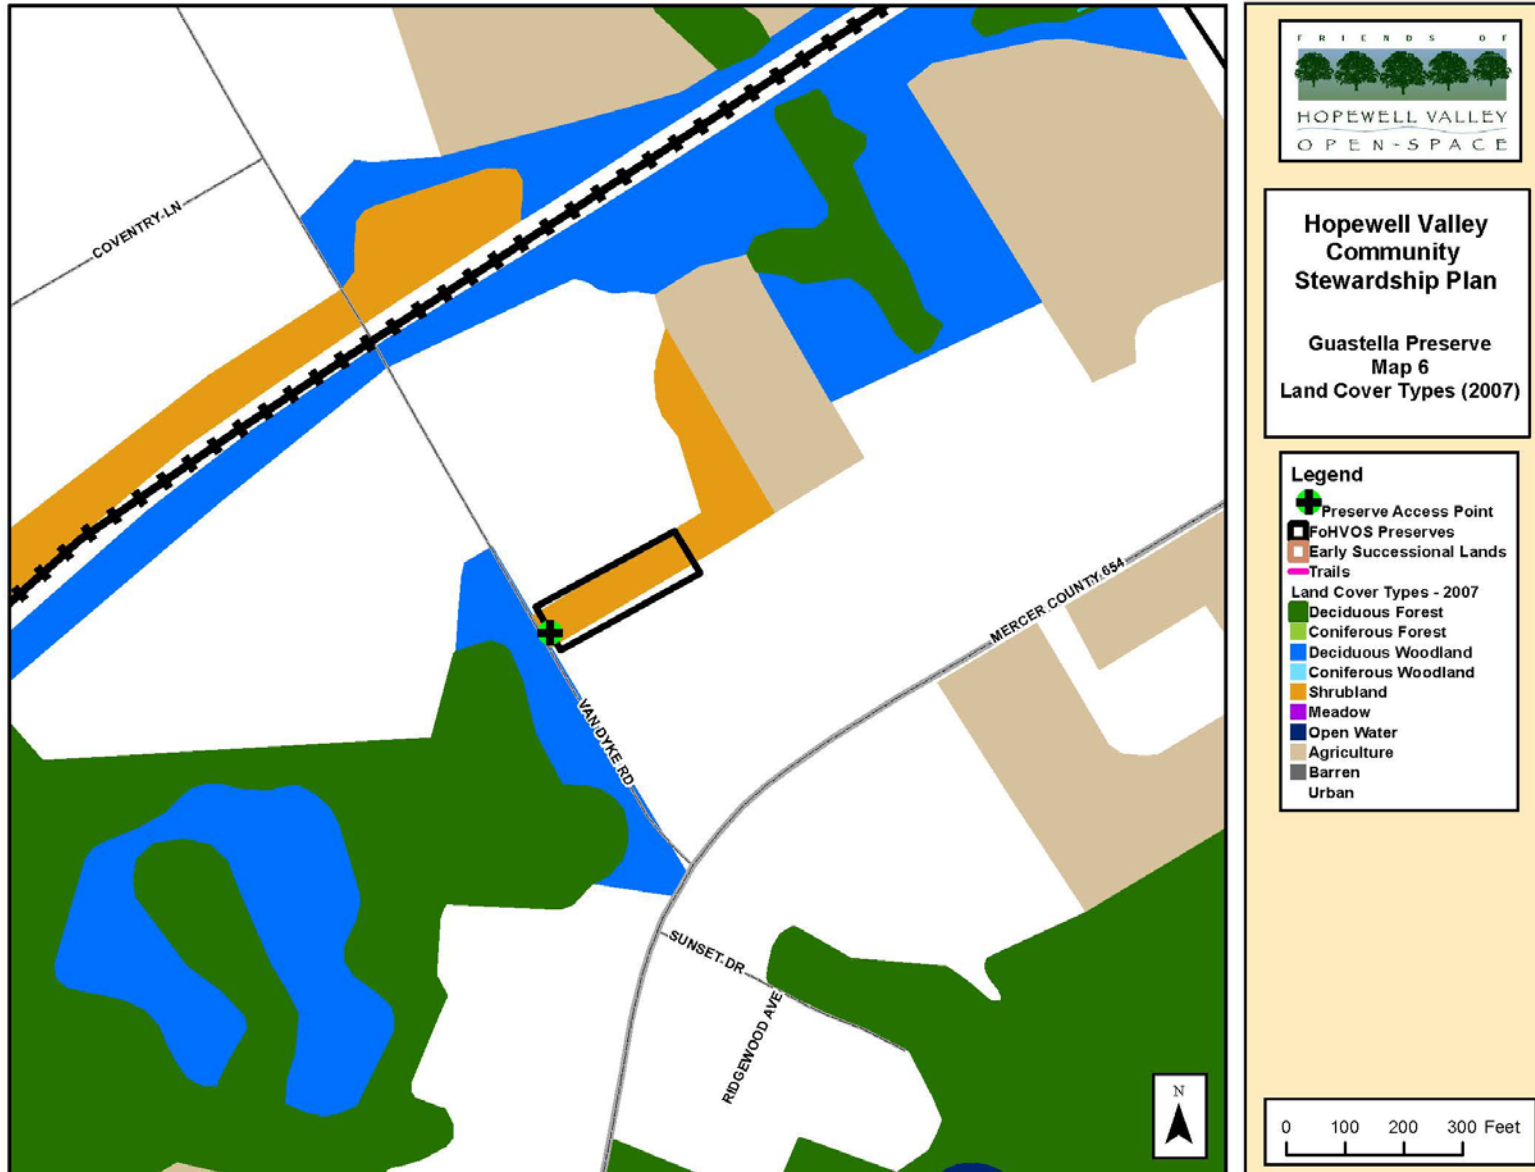 COVENTRY LN
MERCER COUNTY 654
VAN DYKE RD
SUNSET DR
RIDGEWOOD AVE
N
FRIENDS OF
HOPEWELL VALLEY
OPEN-SPACE
Hopewell Valley
Community
Stewardship Plan
Guastella Preserve
Map 6
Land Cover Types (2007)
Legend
Preserve Access Point
FoHVOS Preserves
Early Successional Lands
Trails
Land Cover Types - 2007
Deciduous Forest
Coniferous Forest
Deciduous Woodland
Coniferous Woodland
Shrubland
Meadow
Open Water
Agriculture
Barren
Urban
0 100 200 300 Feet